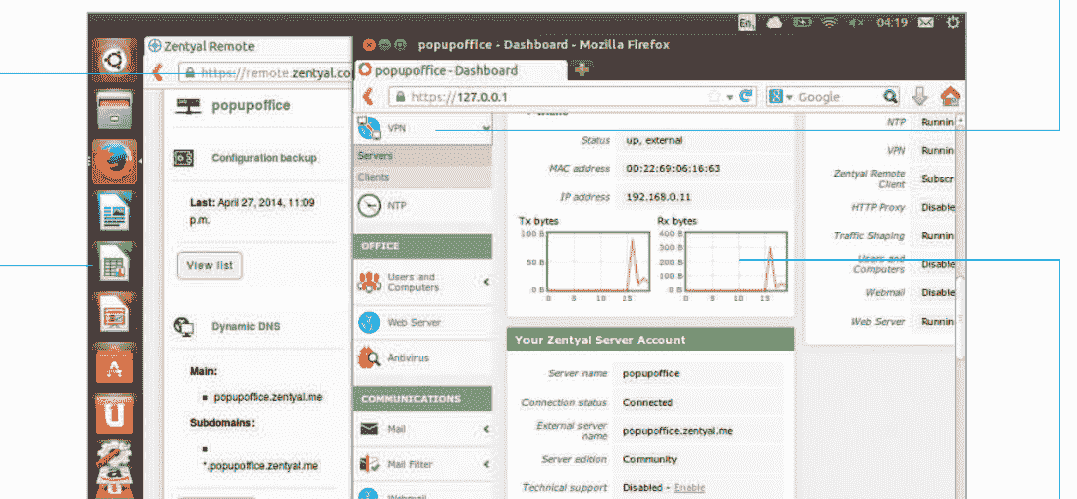 En
04:19
Zentyal Remote
https://remote.zentyal.co
popupoffice
Configuration backup
Last: April 27, 2014, 11:09
p.m.
View list
Dynamic DNS
Main:
popupoffice.zentyal.me
Subdomains:
*.popupoffice.zentyal.me
popupoffice - Dashboard - Mozilla Firefox
popupoffice - Dashboard
https://127.0.0.1
Google
VPN
Servers
Clients
NTP
OFFICE
Users and
Computers
Web Server
Antivirus
COMMUNICATIONS
Mail
Mail Filter
Webmail
Status up, external
MAC address 00:22:69:06:16:63
IP address 192.168.0.11
Tx bytes Rx bytes
100 B
50 B
0 B
0 5 10 15
400 B
300 B
200 B
100 B
0 B
0 5 10 15
Your Zentyal Server Account
Server name popupoffice
Connection status Connected
External server
name popupoffice.zentyal.me
Server edition Community
Technical support Disabled - Enable
NTP Runnin
VPN Runnin
Zentyal Remote
Client Subscr
HTTP Proxy Disable
Traffic Shaping Runnin
Users and
Computers Disable
Webmail Disable
Web Server Runnin